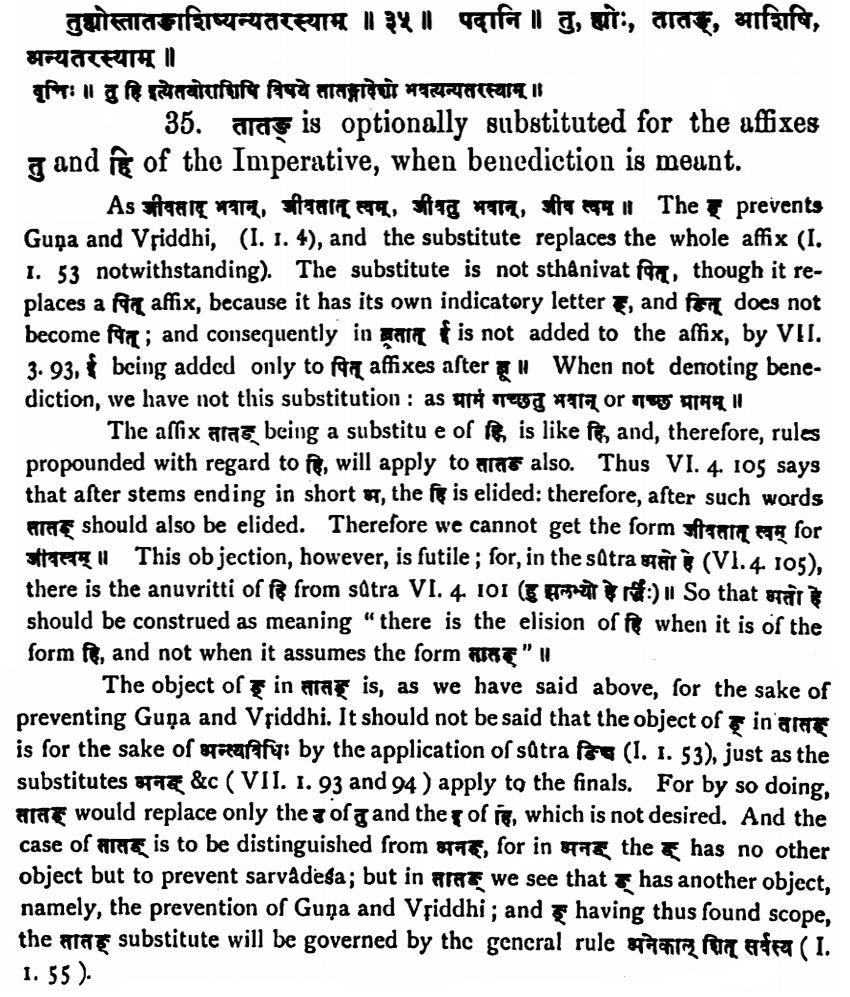 तुह्योस्तातङाशिष्यन्यतरस्याम् ॥ ३५ ॥ पदानि ॥ तु, ह्योः, तातङ्, आशिषि,
अन्यतरस्याम् ॥
वृत्तिः ॥ तु हि इत्येतयोराशिषि विषये तातङादेशो भवत्यन्यतरस्याम् ॥
35. तातङ् is optionally substituted for the affixes
तु and हि of the Imperative, when benediction is meant.
As जीवताद् भवान्, जीवतात् त्वम्, जीवतु भवान्, जीव त्वम ॥ The ङ् prevents
Guṇa and Vṛiddhi, (I. 1. 4), and the substitute replaces the whole affix (I.
1. 53 notwithstanding). The substitute is not sthânivat पित्, though it re-
places a पित् affix, because it has its own indicatory letter ङ्, and ङित् does not
become पित्; and consequently in ब्रूतात् ई is not added to the affix, by VII.
3. 93, ई being added only to पित् affixes after ब्रू ॥ When not denoting bene-
diction, we have not this substitution : as ग्रामं गच्छतु भवान् or गच्छ ग्रामम् ॥
The affix तातङ् being a substitu e of हि, is like हि, and, therefore, rules
propounded with regard to हि, will apply to तातङ also. Thus VI. 4. 105 says
that after stems ending in short अ, the हि is elided: therefore, after such words
तातङ् should also be elided. Therefore we cannot get the form जीवतात् त्वम् for
जीवत्वम् ॥ This objection, however, is futile ; for, in the sûtra अतो हे (VI. 4. 105),
there is the anuvritti of हि from sûtra VI. 4. 101 (हु झलभ्यो हे र्द्धिः) ॥ So that अतो हे
should be construed as meaning "there is the elision of हि when it is of the
form हि, and not when it assumes the form तातङ्" ॥
The object of ङ् in तातङ् is, as we have said above, for the sake of
preventing Guṇa and Vṛiddhi. It should not be said that the object of ङ् in तातङ्
is for the sake of अन्त्यविधिः by the application of sûtra ङिच्च (I. 1. 53), just as the
substitutes अनङ् &c ( VII. 1. 93 and 94 ) apply to the finals. For by so doing,
तातङ् would replace only the उ of तु and the इ of हि, which is not desired. And the
case of तातङ् is to be distinguished from अनङ्, for in अनङ् the ङ् has no other
object but to prevent sarvâdeśa; but in तातङ् we see that ङ् has another object,
namely, the prevention of Guṇa and Vṛiddhi ; and ङ् having thus found scope,
the तातङ् substitute will be governed by the general rule अनेकाल् शित् सर्वस्य ( I.
1. 55 ).